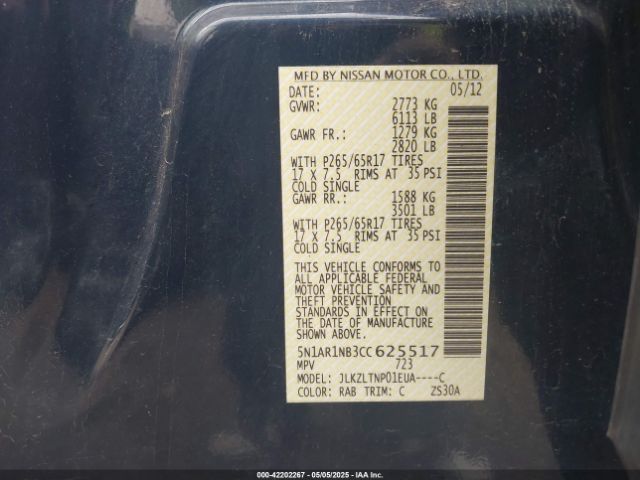 MFD BY NISSAN MOTOR CO., LTD.
DATE: 05/12
GVWR: 2773 KG
6113 LB
GAWR FR.: 1279 KG
2820 LB
WITH P265/65R17 TIRES
17 X 7.5 RIMS AT 35 PSI
COLD SINGLE
GAWR RR.: 1588 KG
3501 LB
WITH P265/65R17 TIRES
17 X 7.5 RIMS AT 35 PSI
COLD SINGLE
THIS VEHICLE CONFORMS TO
ALL APPLICABLE FEDERAL
MOTOR VEHICLE SAFETY AND
THEFT PREVENTION
STANDARDS IN EFFECT ON
THE DATE OF MANUFACTURE
SHOWN ABOVE.
5N1AR1NB3CC625517
MPV 723
MODEL: JLKZLTNP01EUA----C
COLOR: RAB TRIM: C ZS30A
000-42202267 - 05/05/2025 - IAA Inc.